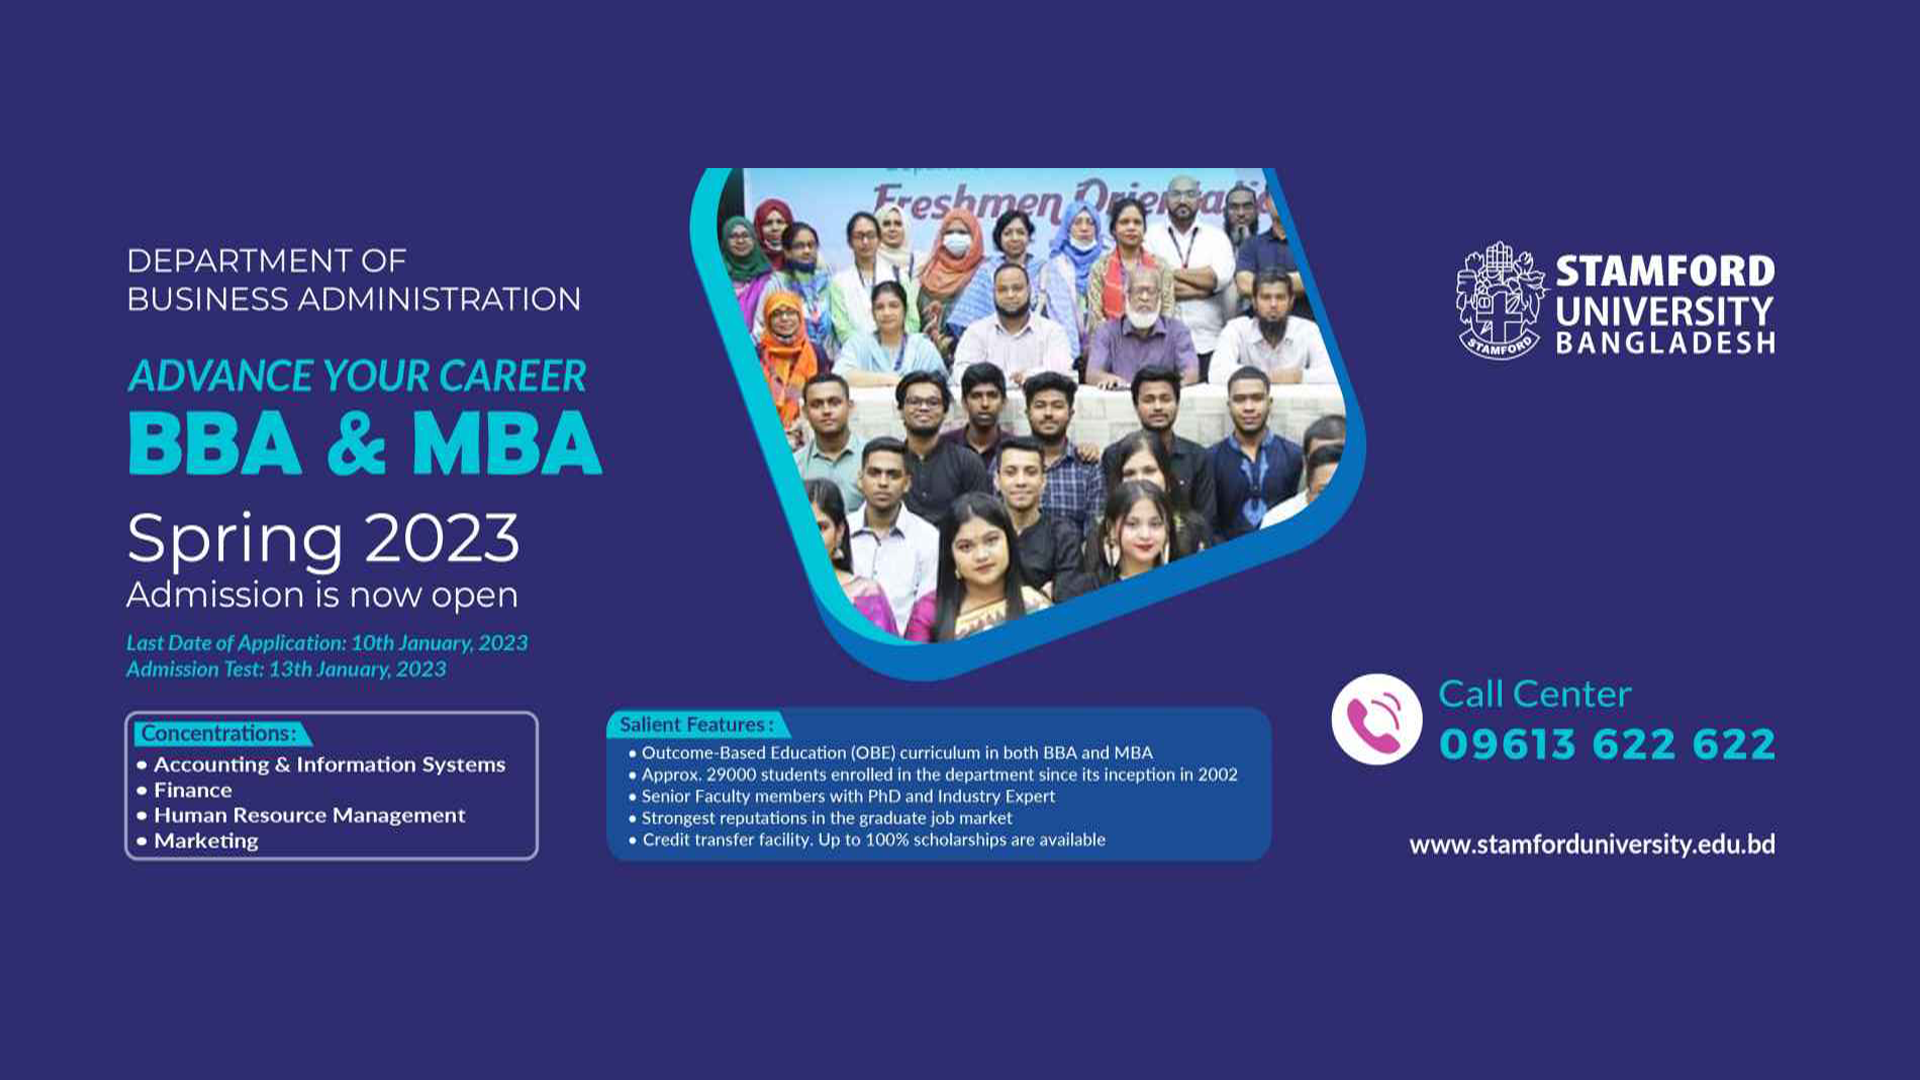 DEPARTMENT OF
BUSINESS ADMINISTRATION
ADVANCE YOUR CAREER
BBA & MBA
Spring 2023
Admission is now open
Last Date of Application: 10th January, 2023
Admission Test: 13th January, 2023
Concentrations:
• Accounting & Information Systems
• Finance
• Human Resource Management
• Marketing
Freshmen Orientatio
Salient Features:
• Outcome-Based Education (OBE) curriculum in both BBA and MBA
• Approx. 29000 students enrolled in the department since its inception in 2002
• Senior Faculty members with PhD and Industry Expert
• Strongest reputations in the graduate job market
• Credit transfer facility. Up to 100% scholarships are available
STAMFORD
STAMFORD
UNIVERSITY
BANGLADESH
Call Center
09613 622 622
www.stamforduniversity.edu.bd